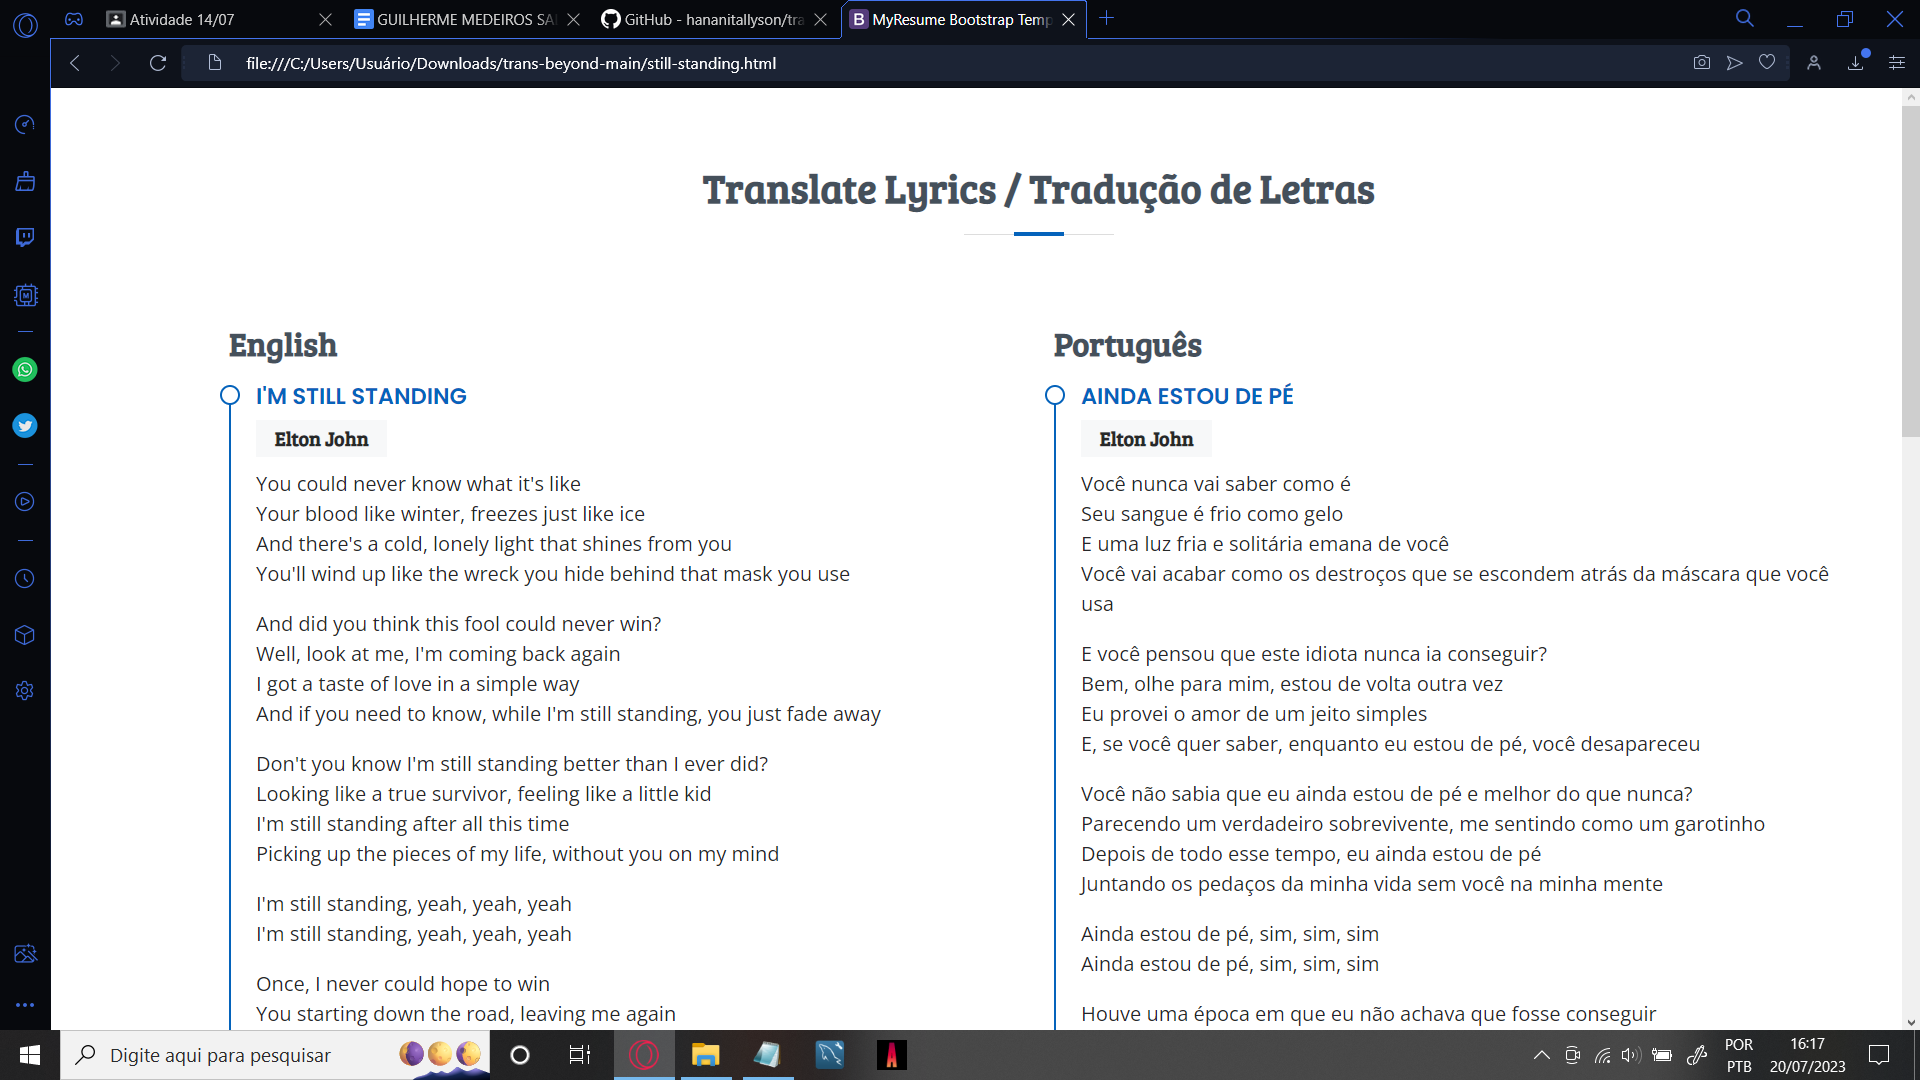 Atividade 14/07
GUILHERME MEDEIROS SA
GitHub - hananitallyson/tra
MyResume Bootstrap Temp
file:///C:/Users/Usuário/Downloads/trans-beyond-main/still-standing.html
Translate Lyrics / Tradução de Letras
English
I'M STILL STANDING
Elton John
You could never know what it's like
Your blood like winter, freezes just like ice
And there's a cold, lonely light that shines from you
You'll wind up like the wreck you hide behind that mask you use
And did you think this fool could never win?
Well, look at me, I'm coming back again
I got a taste of love in a simple way
And if you need to know, while I'm still standing, you just fade away
Don't you know I'm still standing better than I ever did?
Looking like a true survivor, feeling like a little kid
I'm still standing after all this time
Picking up the pieces of my life, without you on my mind
I'm still standing, yeah, yeah, yeah
I'm still standing, yeah, yeah, yeah
Once, I never could hope to win
You starting down the road, leaving me again
Português
AINDA ESTOU DE PÉ
Elton John
Você nunca vai saber como é
Seu sangue é frio como gelo
E uma luz fria e solitária emana de você
Você vai acabar como os destroços que se escondem atrás da máscara que você
usa
E você pensou que este idiota nunca ia conseguir?
Bem, olhe para mim, estou de volta outra vez
Eu provei o amor de um jeito simples
E, se você quer saber, enquanto eu estou de pé, você desapareceu
Você não sabia que eu ainda estou de pé e melhor do que nunca?
Parecendo um verdadeiro sobrevivente, me sentindo como um garotinho
Depois de todo esse tempo, eu ainda estou de pé
Juntando os pedaços da minha vida sem você na minha mente
Ainda estou de pé, sim, sim, sim
Ainda estou de pé, sim, sim, sim
Houve uma época em que eu não achava que fosse conseguir
Digite aqui para pesquisar
POR
PTB
16:17
20/07/2023